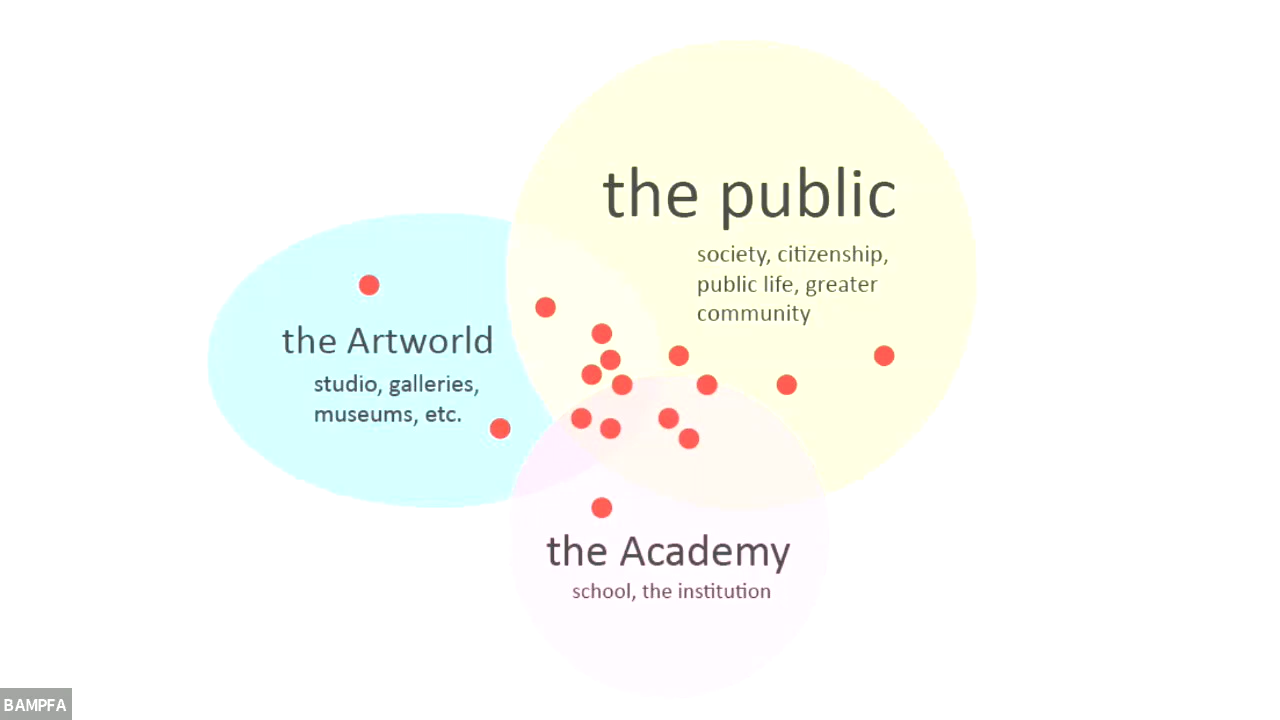 the public
society, citizenship,
public life, greater
community
the Artworld
studio, galleries,
museums, etc.
the Academy
school, the institution
BAMPFA